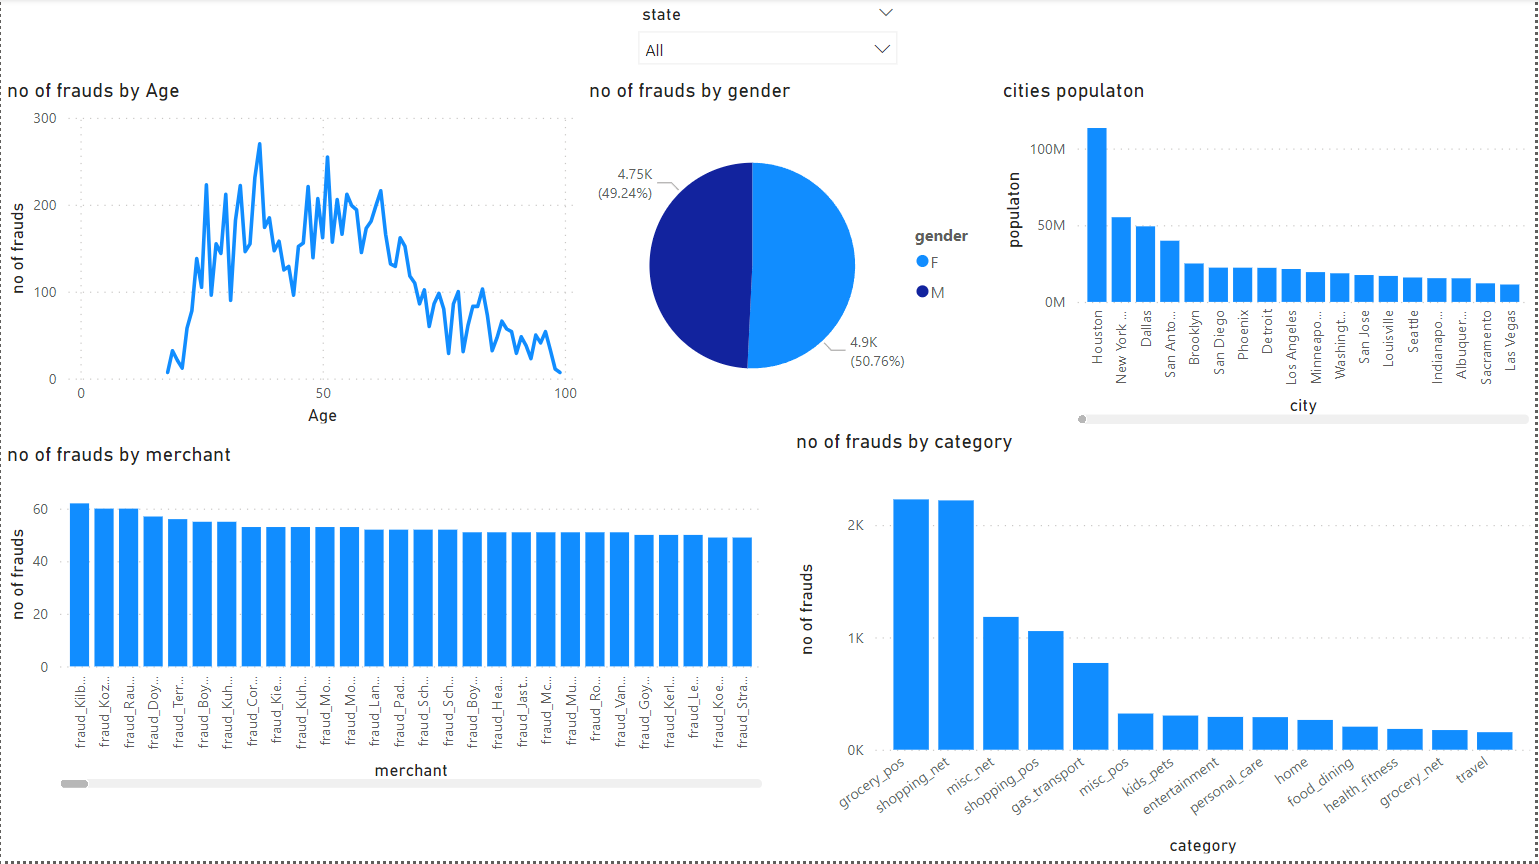 state
All
no of frauds by Age
300
200
100
0
0
50
100
no of frauds
Age
no of frauds by gender
4.75K
(49.24%)
4.9K
(50.76%)
gender
F
M
cities populaton
100M
50M
0M
populaton
Houston
New York ...
Dallas
San Anto...
Brooklyn
San Diego
Phoenix
Detroit
Los Angeles
Minneapo...
Washingt...
San Jose
Louisville
Seattle
Indianapo...
Albuquer...
Sacramento
Las Vegas
city
no of frauds by merchant
60
40
20
0
no of frauds
fraud_Kilb...
fraud_Koz...
fraud_Rau...
fraud_Doy...
fraud_Terr...
fraud_Boy...
fraud_Kuh...
fraud_Cor...
fraud_Kie...
fraud_Kuh...
fraud_Mo...
fraud_Mo...
fraud_Lan...
fraud_Pad...
fraud_Sch...
fraud_Sch...
fraud_Boy...
fraud_Hea...
fraud_Jast...
fraud_Mc...
fraud_Mu...
fraud_Ro...
fraud_Van...
fraud_Goy...
fraud_Kerl...
fraud_Le...
fraud_Koe...
fraud_Stra...
merchant
no of frauds by category
2K
1K
0K
no of frauds
grocery_pos
shopping_net
misc_net
shopping_pos
gas_transport
misc_pos
kids_pets
entertainment
personal_care
home
food_dining
health_fitness
grocery_net
travel
category